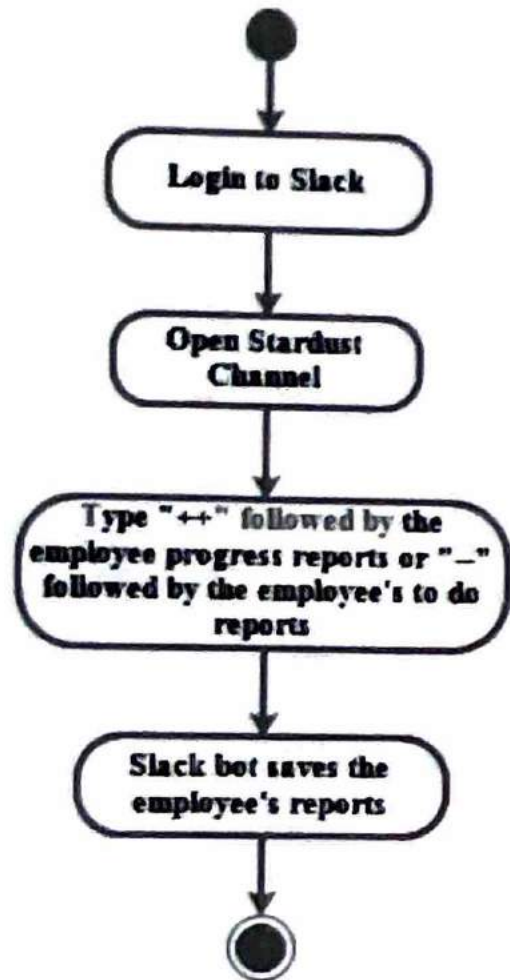 Login to Slack
Open Stardust
Channel
Type "++" followed by the
employee progress reports or "--"
followed by the employee's to do
reports
Slack bot saves the
employee's reports